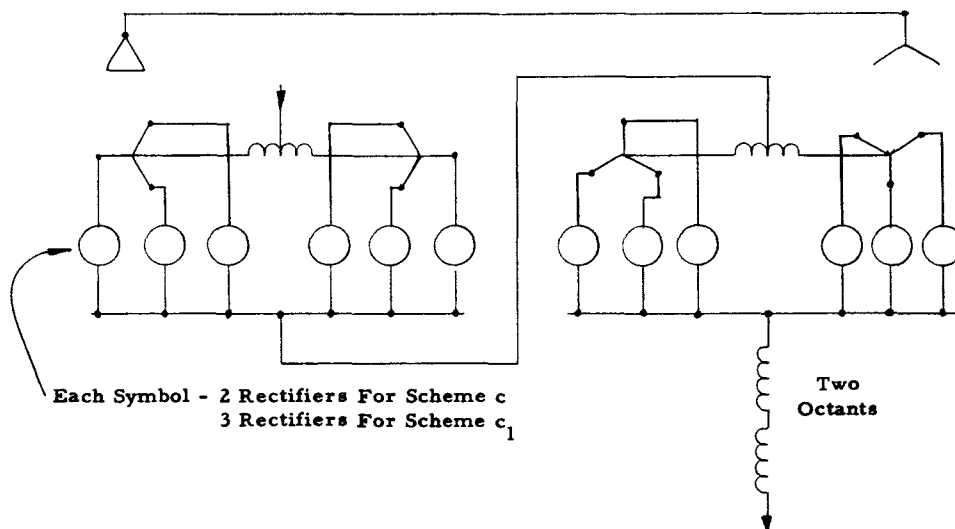 Each Symbol - 2 Rectifiers For Scheme c
3 Rectifiers For Scheme c₁
Two
Octants